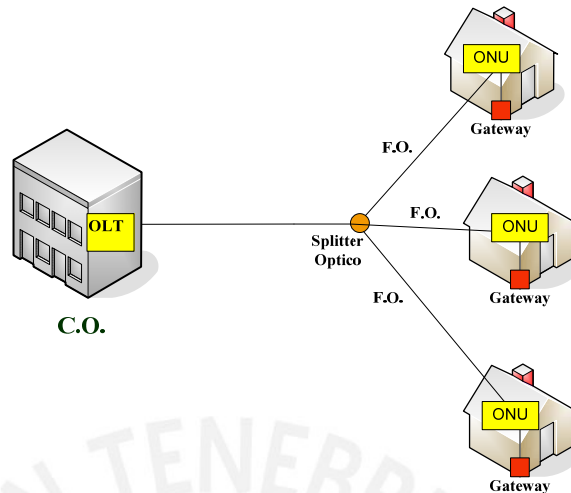 ONU
Gateway
F.O.
OLT
F.O.
ONU
Splitter
Optico
Gateway
F.O.
C.O.
ONU
Gateway